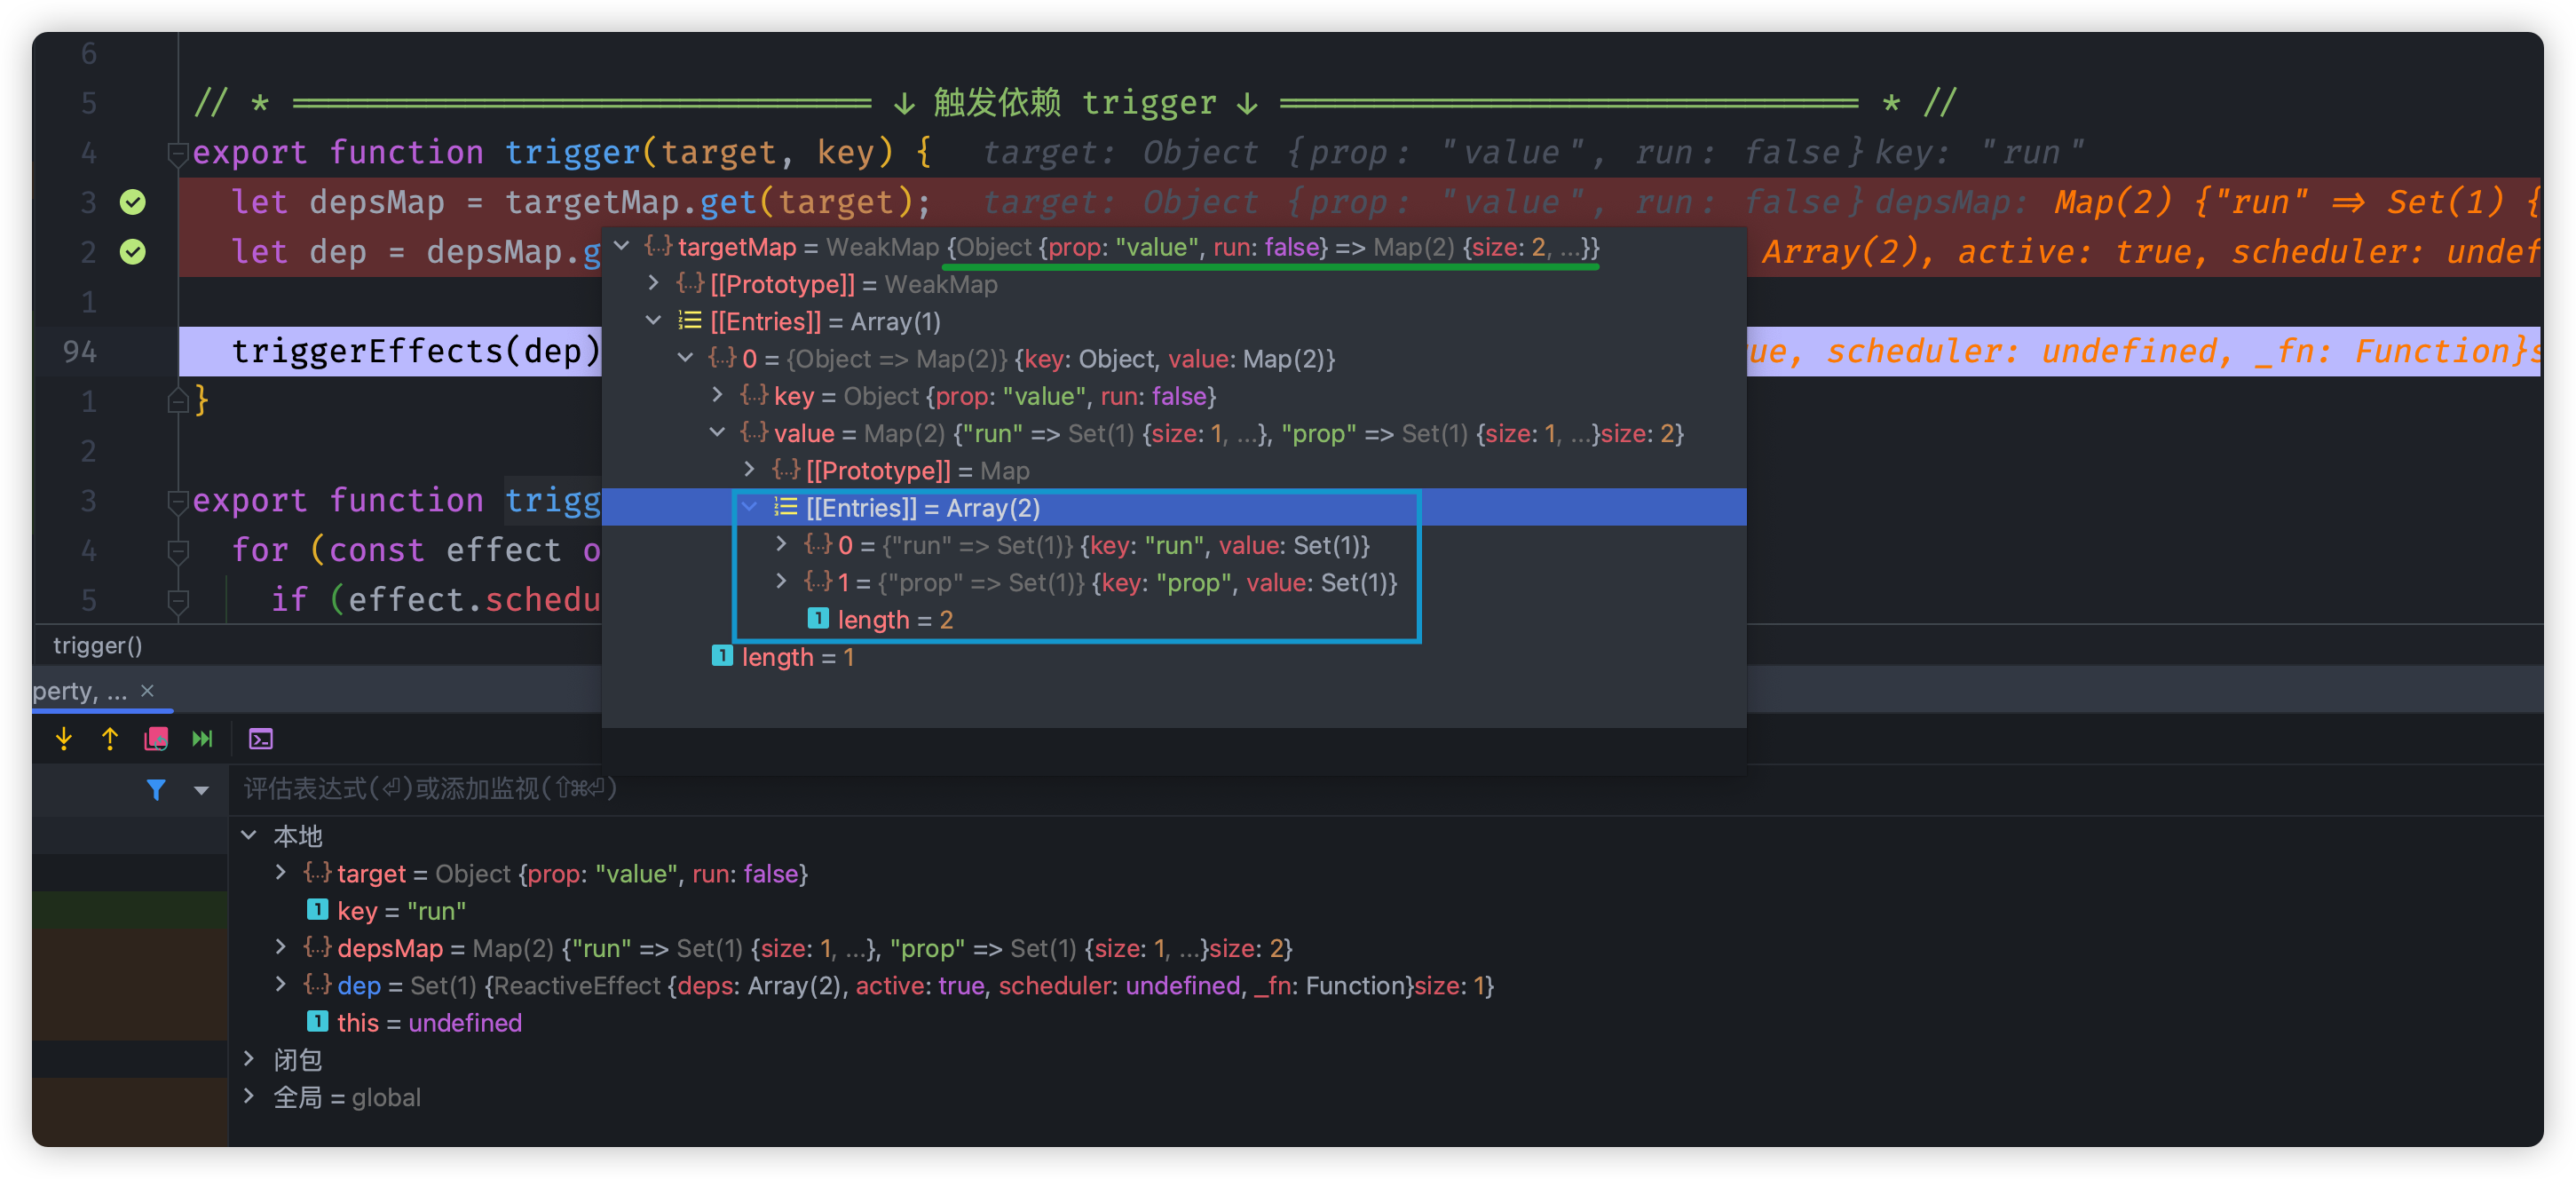 6
5 // * ══════════════════════════════ ↓ 触发依赖 trigger ↓ ══════════════════════════════ * //
4 export function trigger(target, key) { target: Object {prop: "value", run: false} key: "run"
3 let depsMap = targetMap.get(target); target: Object {prop: "value", run: false} depsMap: Map(2) {"run" => Set(1) {
2 let dep = depsMap.g Array(2), active: true, scheduler: undef
1
94 triggerEffects(dep) ue, scheduler: undefined, _fn: Function}s
1 }
2
3 export function trigg
4 for (const effect o
5 if (effect.schedu
targetMap = WeakMap {Object {prop: "value", run: false} => Map(2) {size: 2, ...}}
[[Prototype]] = WeakMap
[[Entries]] = Array(1)
0 = {Object => Map(2)} {key: Object, value: Map(2)}
key = Object {prop: "value", run: false}
value = Map(2) {"run" => Set(1) {size: 1, ...}, "prop" => Set(1) {size: 1, ...}size: 2}
[[Prototype]] = Map
[[Entries]] = Array(2)
0 = {"run" => Set(1)} {key: "run", value: Set(1)}
1 = {"prop" => Set(1)} {key: "prop", value: Set(1)}
length = 2
length = 1
trigger()
perty, ... ×
评估表达式(⏎)或添加监视(⇧⌘⏎)
本地
target = Object {prop: "value", run: false}
key = "run"
depsMap = Map(2) {"run" => Set(1) {size: 1, ...}, "prop" => Set(1) {size: 1, ...}size: 2}
dep = Set(1) {ReactiveEffect {deps: Array(2), active: true, scheduler: undefined, _fn: Function}size: 1}
this = undefined
闭包
全局 = global